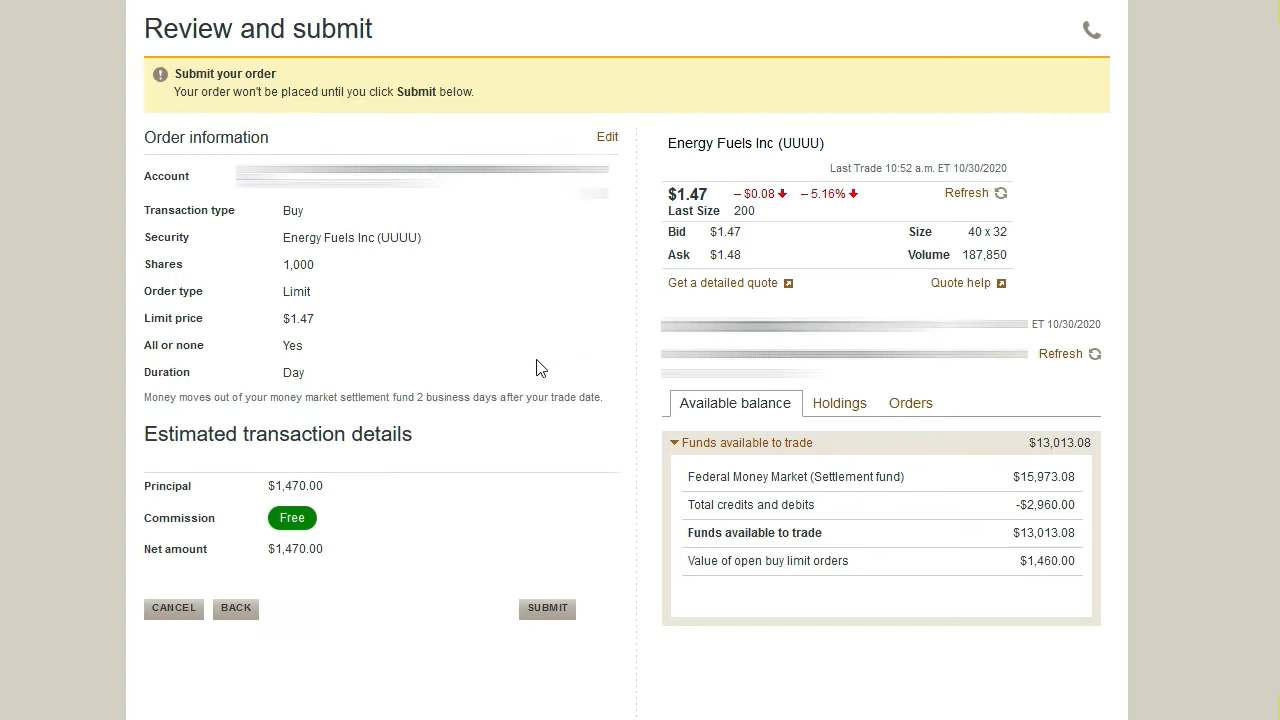 Review and submit
Submit your order
Your order won't be placed until you click Submit below.
Order information
Edit
Account
Transaction type Buy
Security Energy Fuels Inc (UUUU)
Shares 1,000
Order type Limit
Limit price $1.47
All or none Yes
Duration Day
Money moves out of your money market settlement fund 2 business days after your trade date.
Estimated transaction details
Principal $1,470.00
Commission Free
Net amount $1,470.00
CANCEL BACK SUBMIT
Energy Fuels Inc (UUUU)
Last Trade 10:52 a.m. ET 10/30/2020
$1.47 – $0.08 – 5.16% Refresh
Last Size 200
Bid $1.47 Size 40 x 32
Ask $1.48 Volume 187,850
Get a detailed quote Quote help
ET 10/30/2020
Refresh
Available balance Holdings Orders
Funds available to trade $13,013.08
Federal Money Market (Settlement fund) $15,973.08
Total credits and debits -$2,960.00
Funds available to trade $13,013.08
Value of open buy limit orders $1,460.00